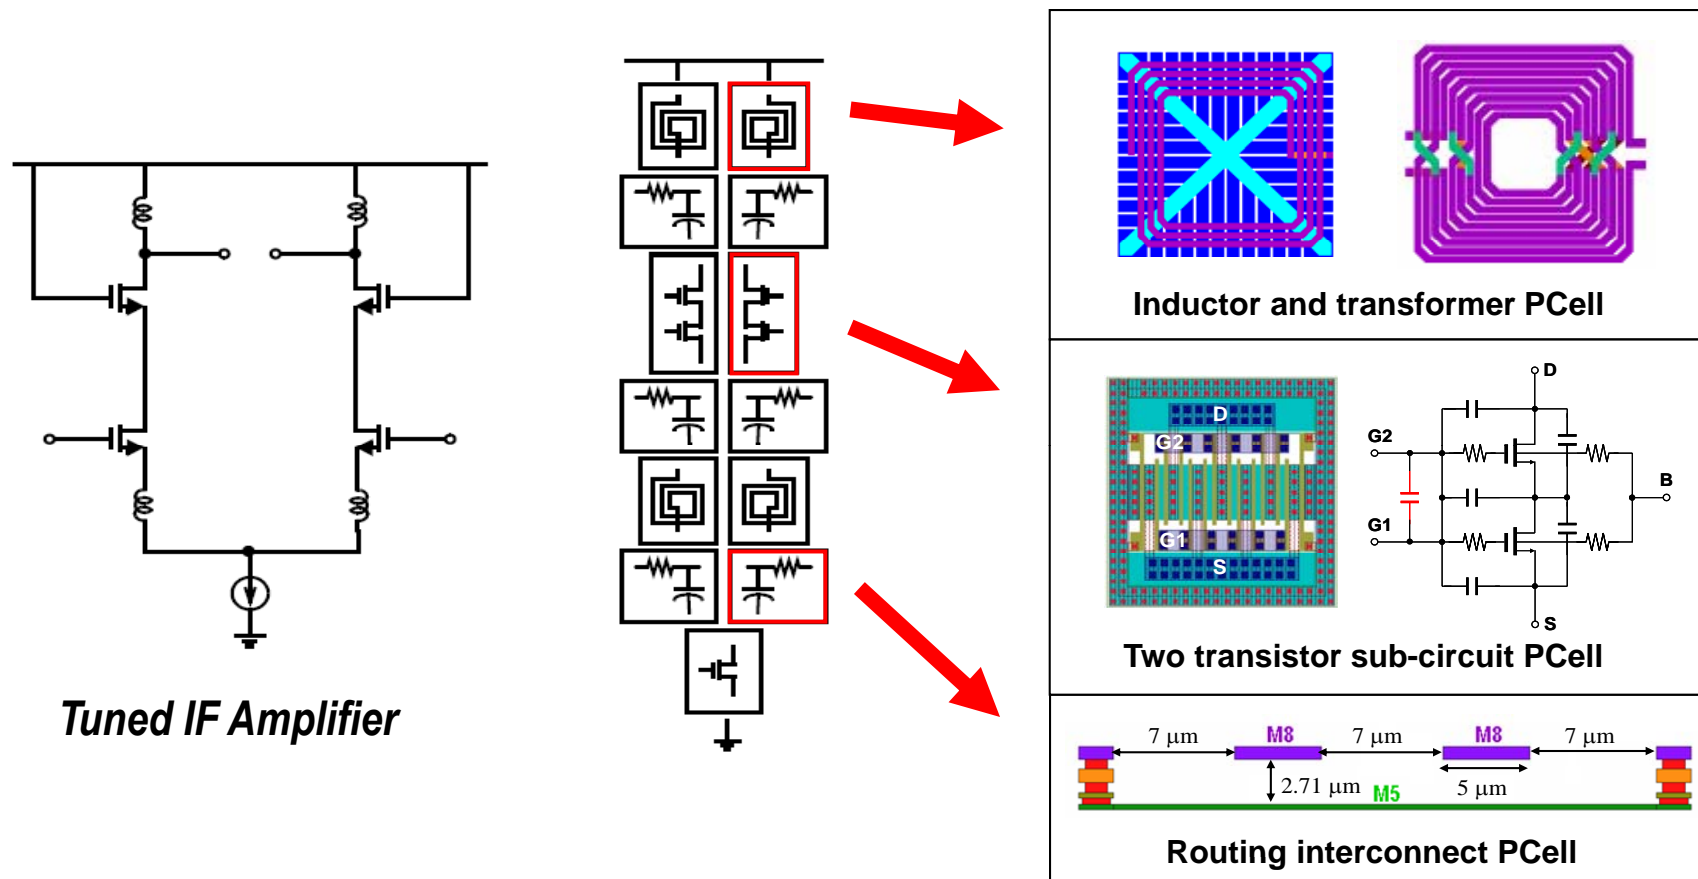 Tuned IF Amplifier
Inductor and transformer PCell
D
G2
G1
S
D
G2
B
G1
S
Two transistor sub-circuit PCell
7 μm
M8
7 μm
M8
7 μm
2.71 μm
M5
5 μm
Routing interconnect PCell